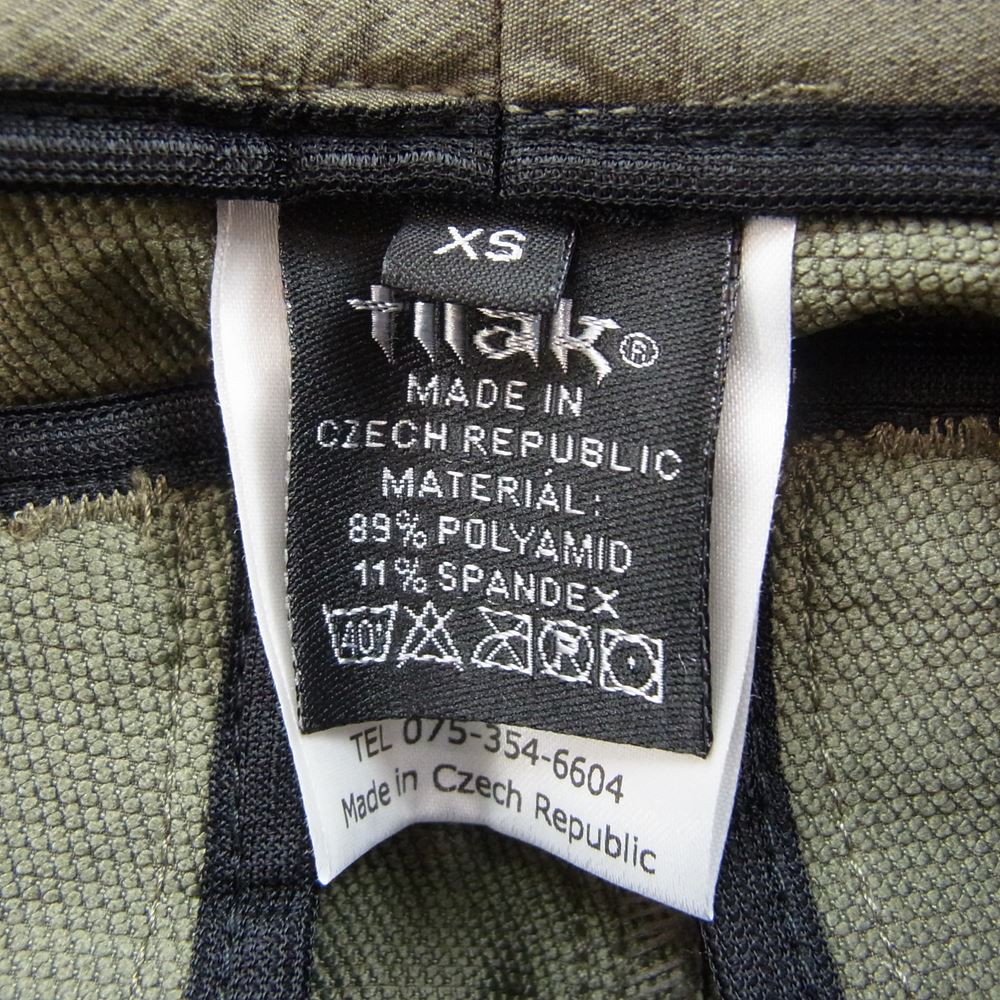 XS
tilak®
MADE IN
CZECH REPUBLIC
MATERIÁL:
89% POLYAMID
11% SPANDEX
40° P
TEL 075-354-6604
Made in Czech Republic